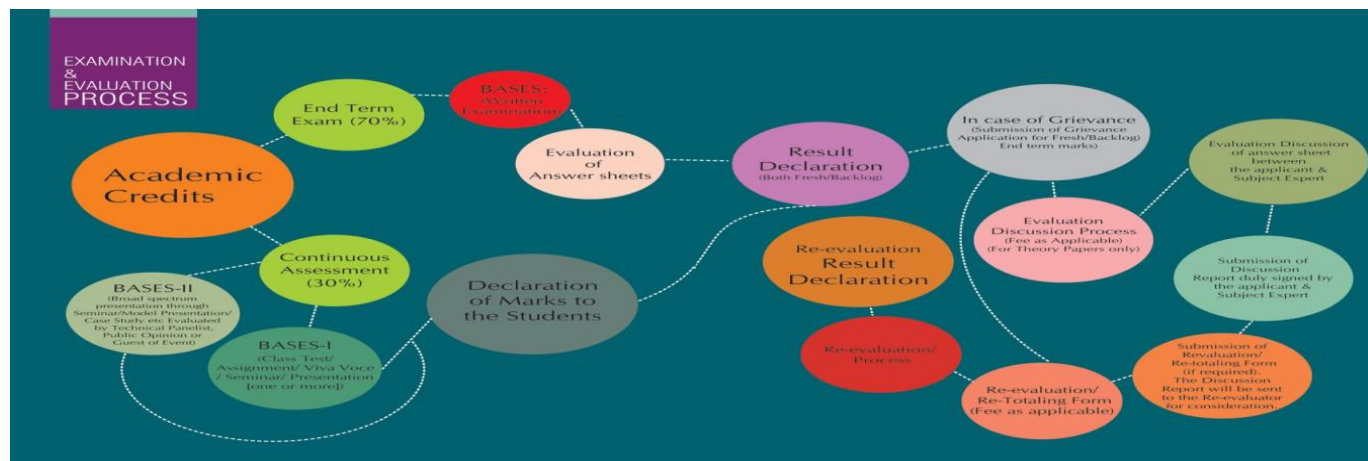 EXAMINATION
&
EVALUATION
PROCESS
Academic
Credits
End Term
Exam (70%)
BASES:
(Written
Examination)
Evaluation
of
Answer sheets
Continuous
Assessment
(30%)
BASES-II
(Broad spectrum
presentation through
Seminar/Model Presentation/
Case Study etc Evaluated
by Technical Panelist,
Public Opinion or
Guest of Event)
BASES-I
(Class Test/
Assignment/ Viva Voce
/ Seminar/ Presentation
[one or more])
Declaration
of Marks to
the Students
Result
Declaration
(Both Fresh/Backlog)
In case of Grievance
(Submission of Grievance
Application for Fresh/Backlog)
End term marks)
Evaluation
Discussion Process
(Fee as Applicable)
(For Theory Papers only)
Evaluation Discussion
of answer sheet
between
the applicant &
Subject Expert
Submission of
Discussion
Report duly signed by
the applicant &
Subject Expert
Submission of
Revaluation/
Re-totaling Form
(if required).
The Discussion
Report will be sent
to the Re-evaluator
for consideration.
Re-evaluation/
Re-Totaling Form
(Fee as applicable)
Re-evaluation/
Process
Re-evaluation
Result
Declaration